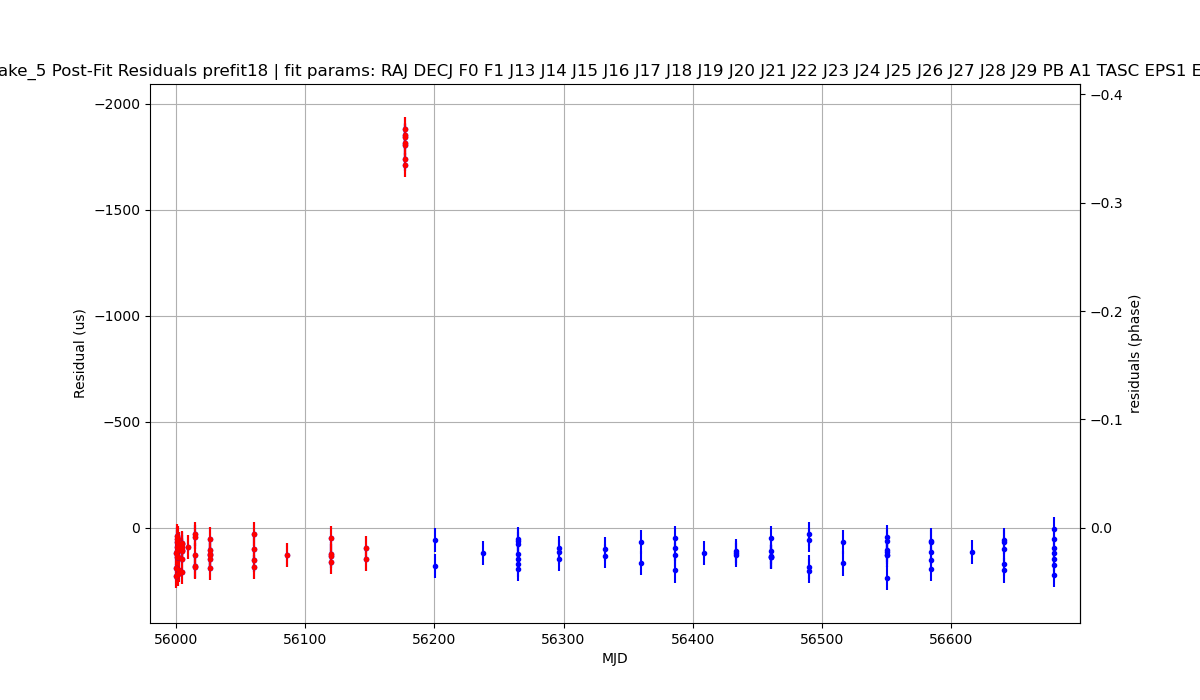 ake_5 Post-Fit Residuals prefit18 | fit params: RAJ DECJ F0 F1 J13 J14 J15 J16 J17 J18 J19 J20 J21 J22 J23 J24 J25 J26 J27 J28 J29 PB A1 TASC EPS1 E
−2000
−1500
−1000
−500
0
Residual (us)
−0.4
−0.3
−0.2
−0.1
0.0
residuals (phase)
56000 56100 56200 56300 56400 56500 56600
MJD